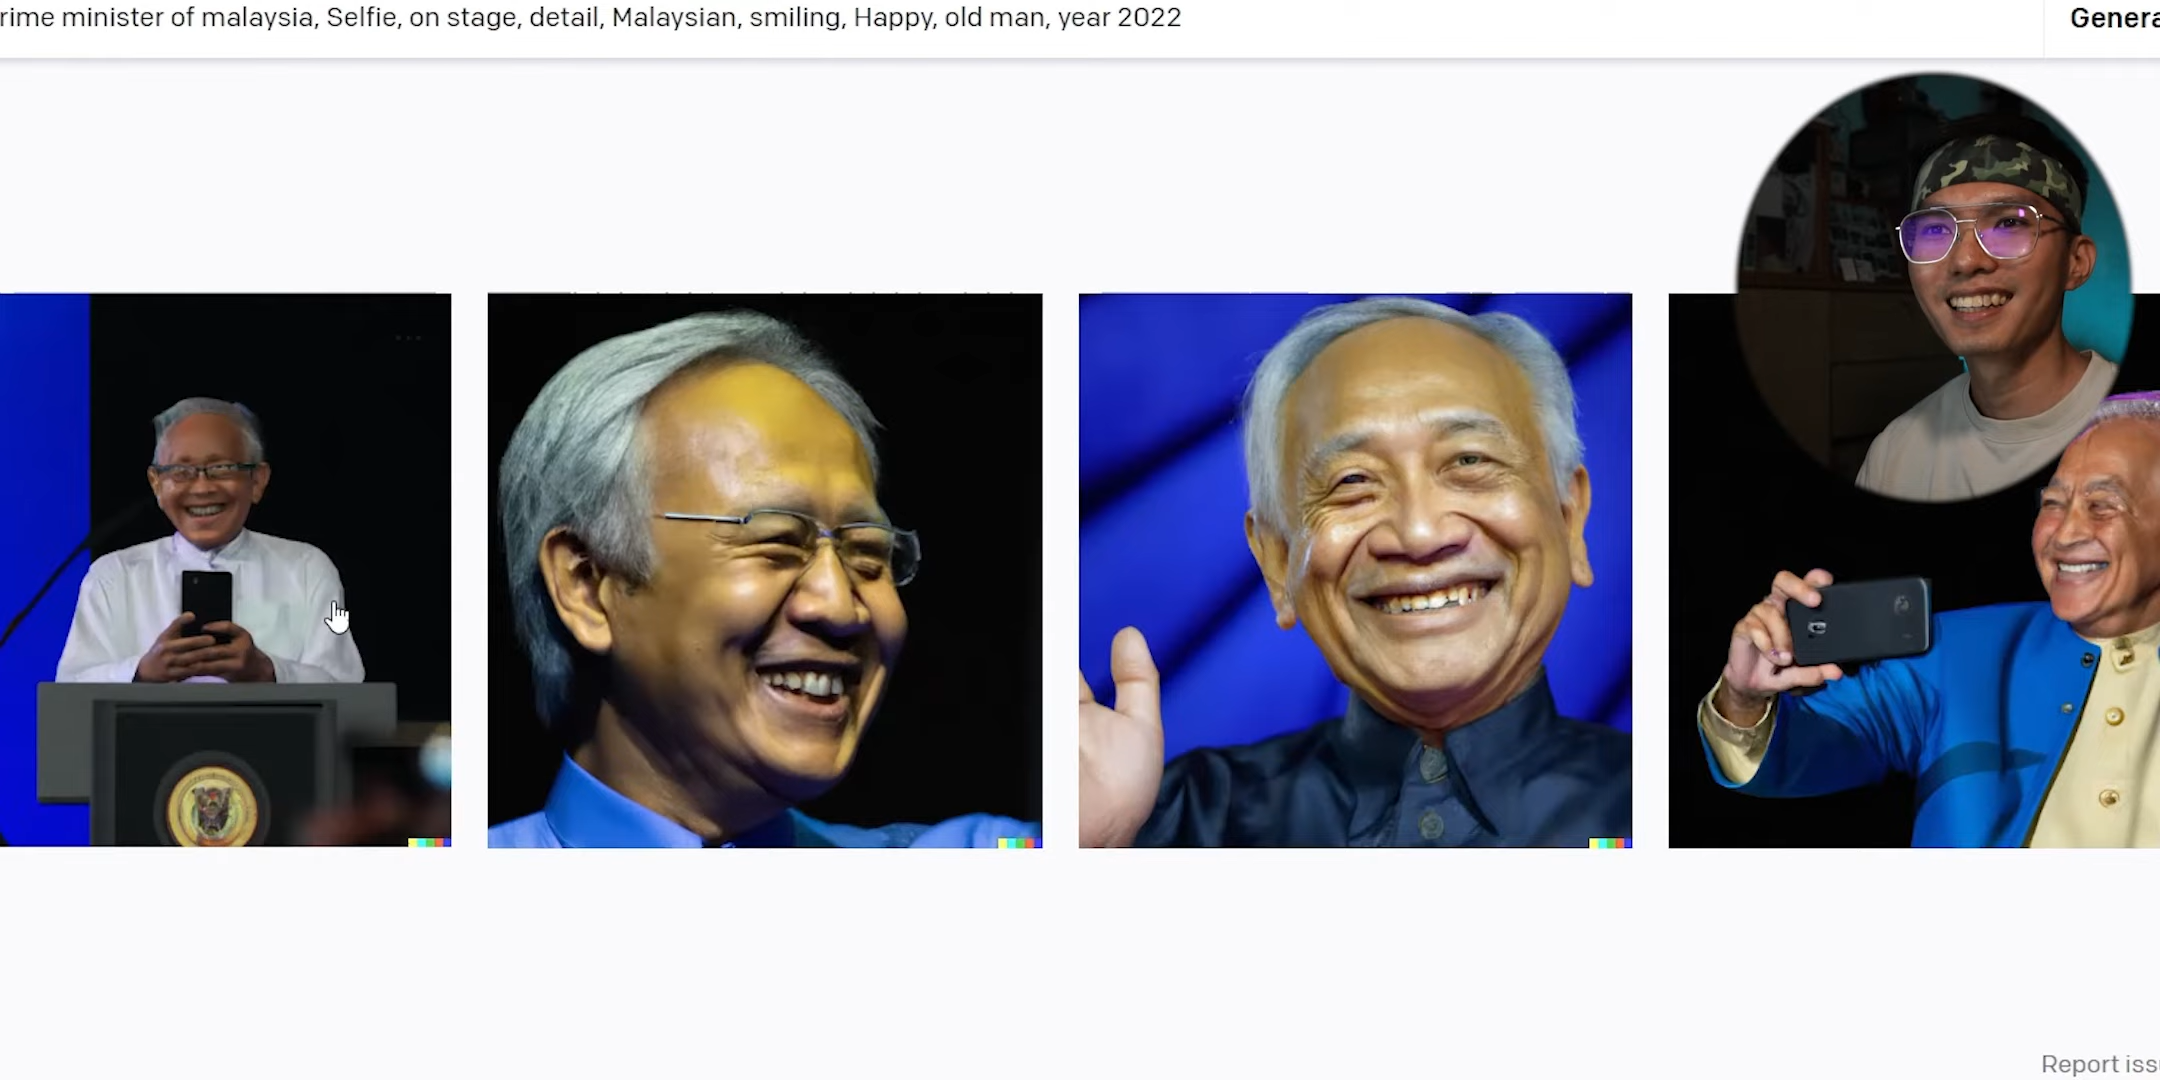 rime minister of malaysia, Selfie, on stage, detail, Malaysian, smiling, Happy, old man, year 2022
Genera
Report iss